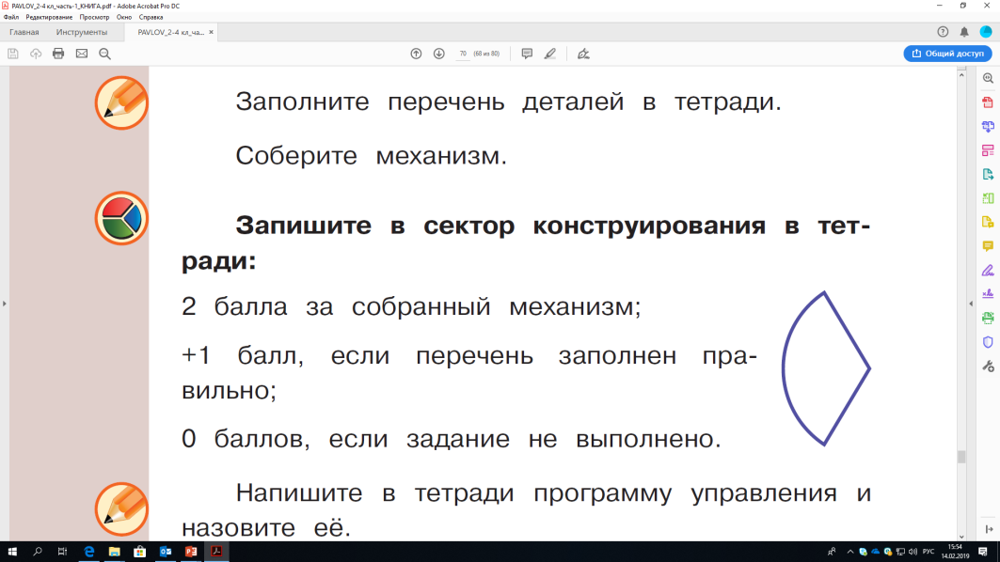 PAVLOV_2-4 кл_часть-1_КНИГА.pdf - Adobe Acrobat Pro DC
Файл Редактирование Просмотр Окно Справка
Главная Инструменты PAVLOV_2-4 кл_ча... ×
70 (68 из 80) Общий доступ
Заполните перечень деталей в тетради.
Соберите механизм.
Запишите в сектор конструирования в тет-
ради:
2 балла за собранный механизм;
+1 балл, если перечень заполнен пра-
вильно;
0 баллов, если задание не выполнено.
Напишите в тетради программу управления и
назовите её.
РУС 15:54
14.02.2019